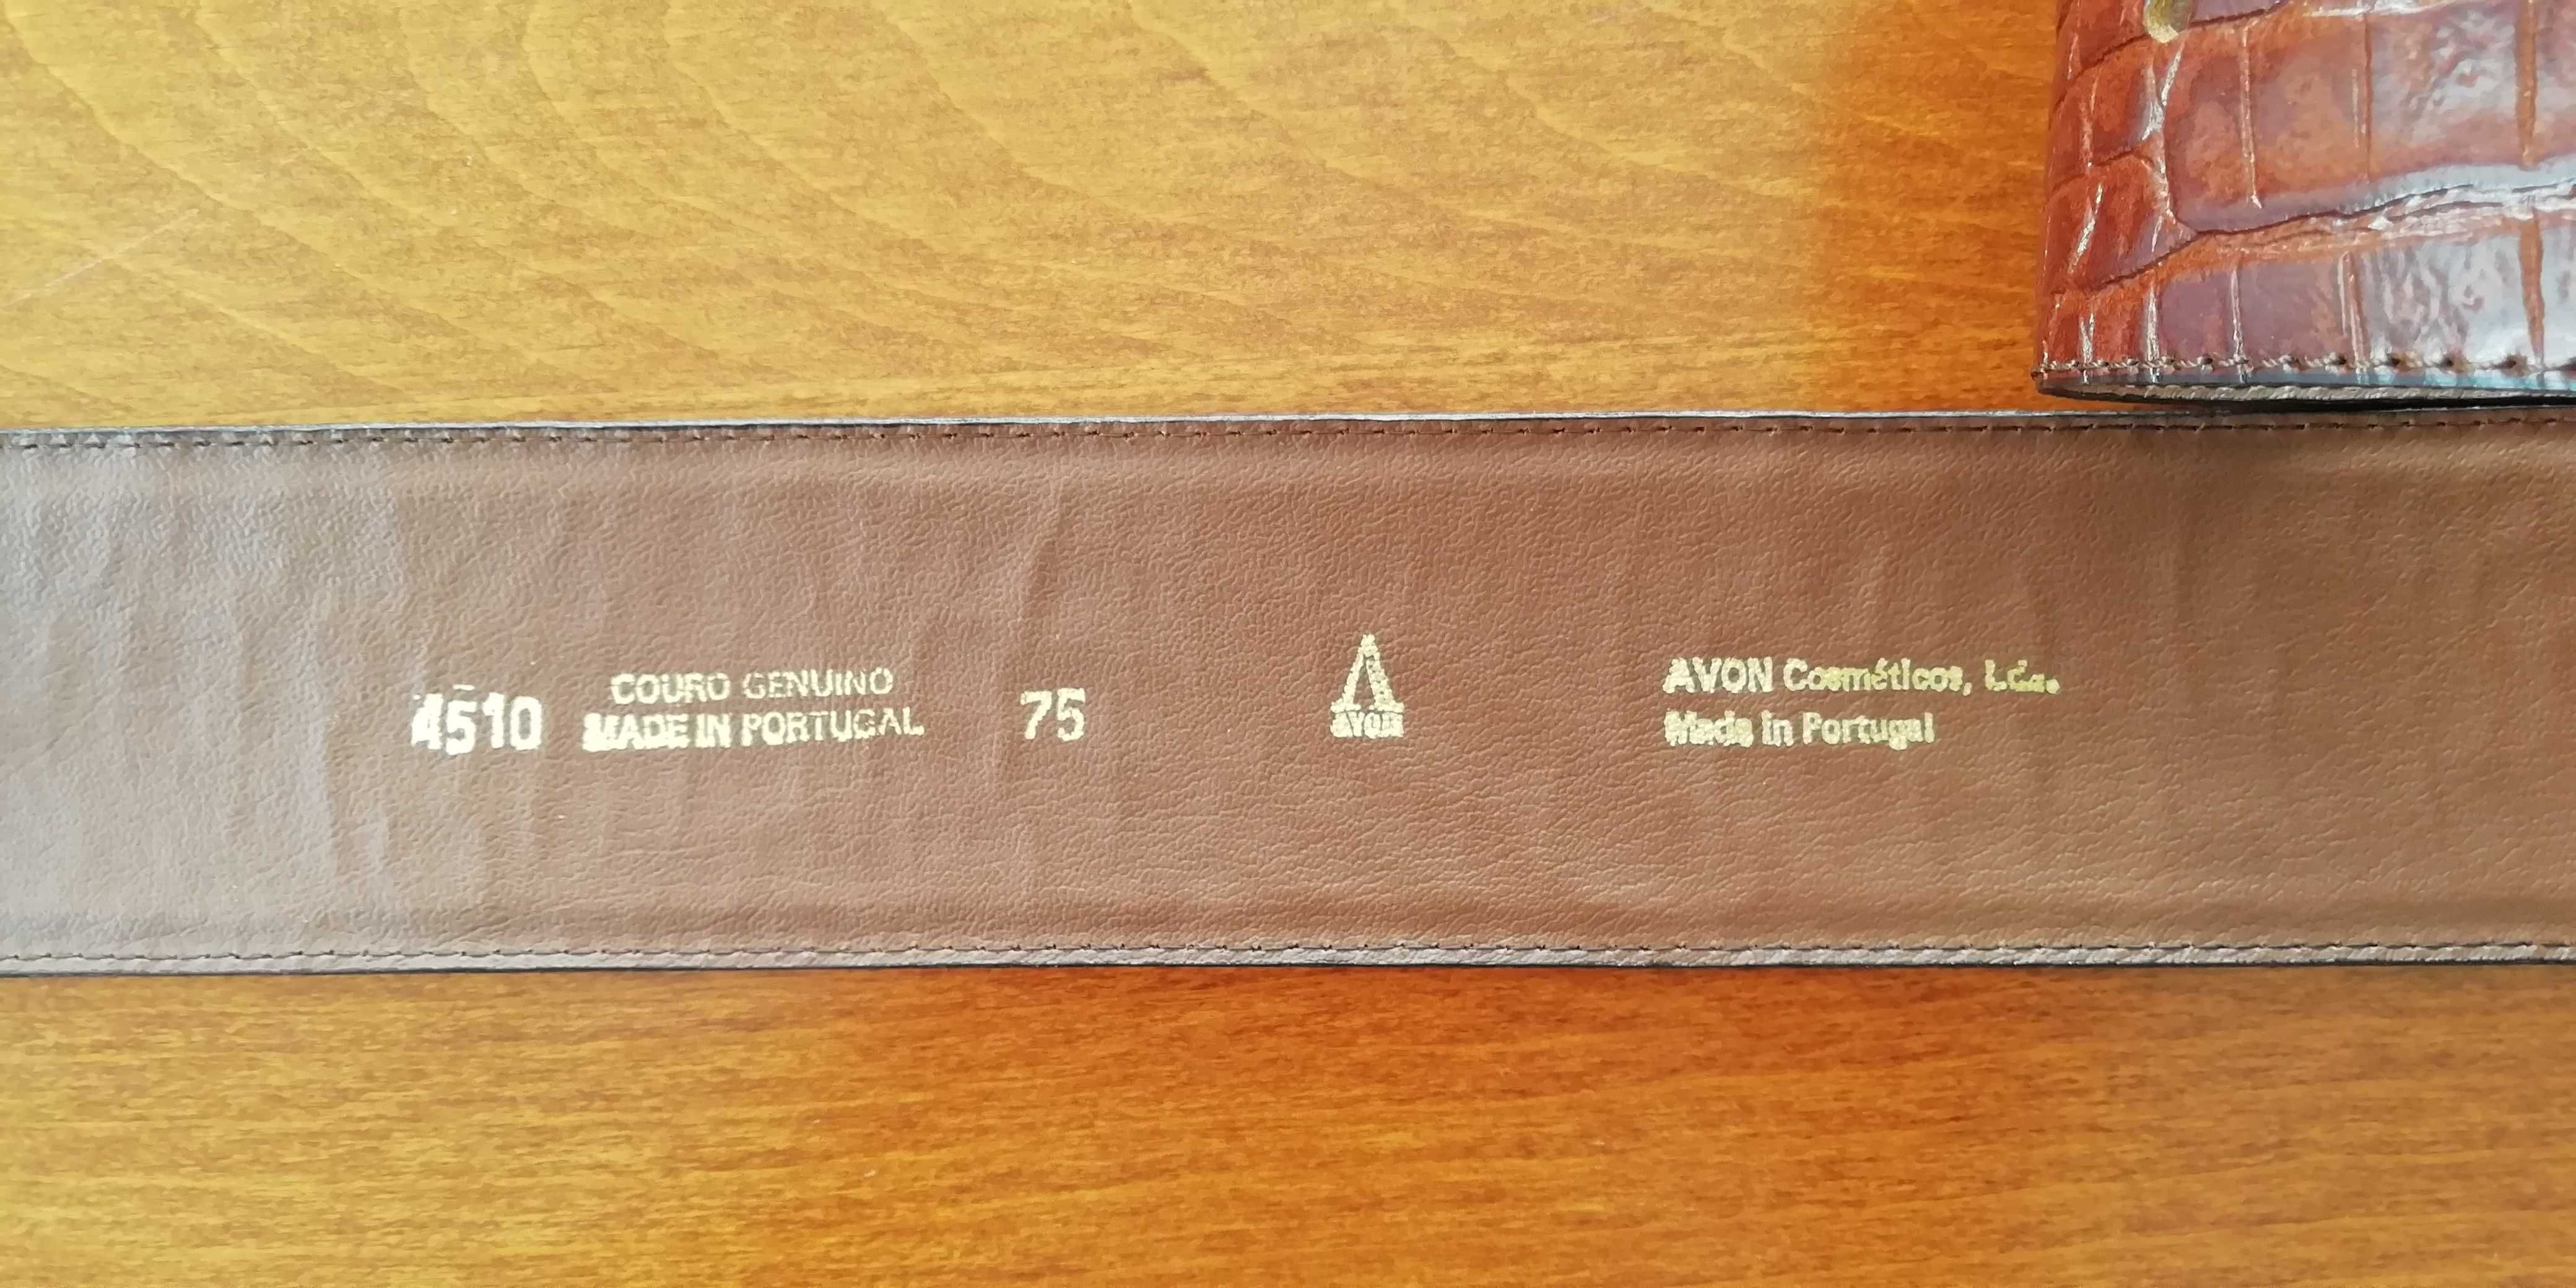 4510
COURO GENUINO
MADE IN PORTUGAL
75
AVON
AVON Cosméticos, Lda.
Made in Portugal